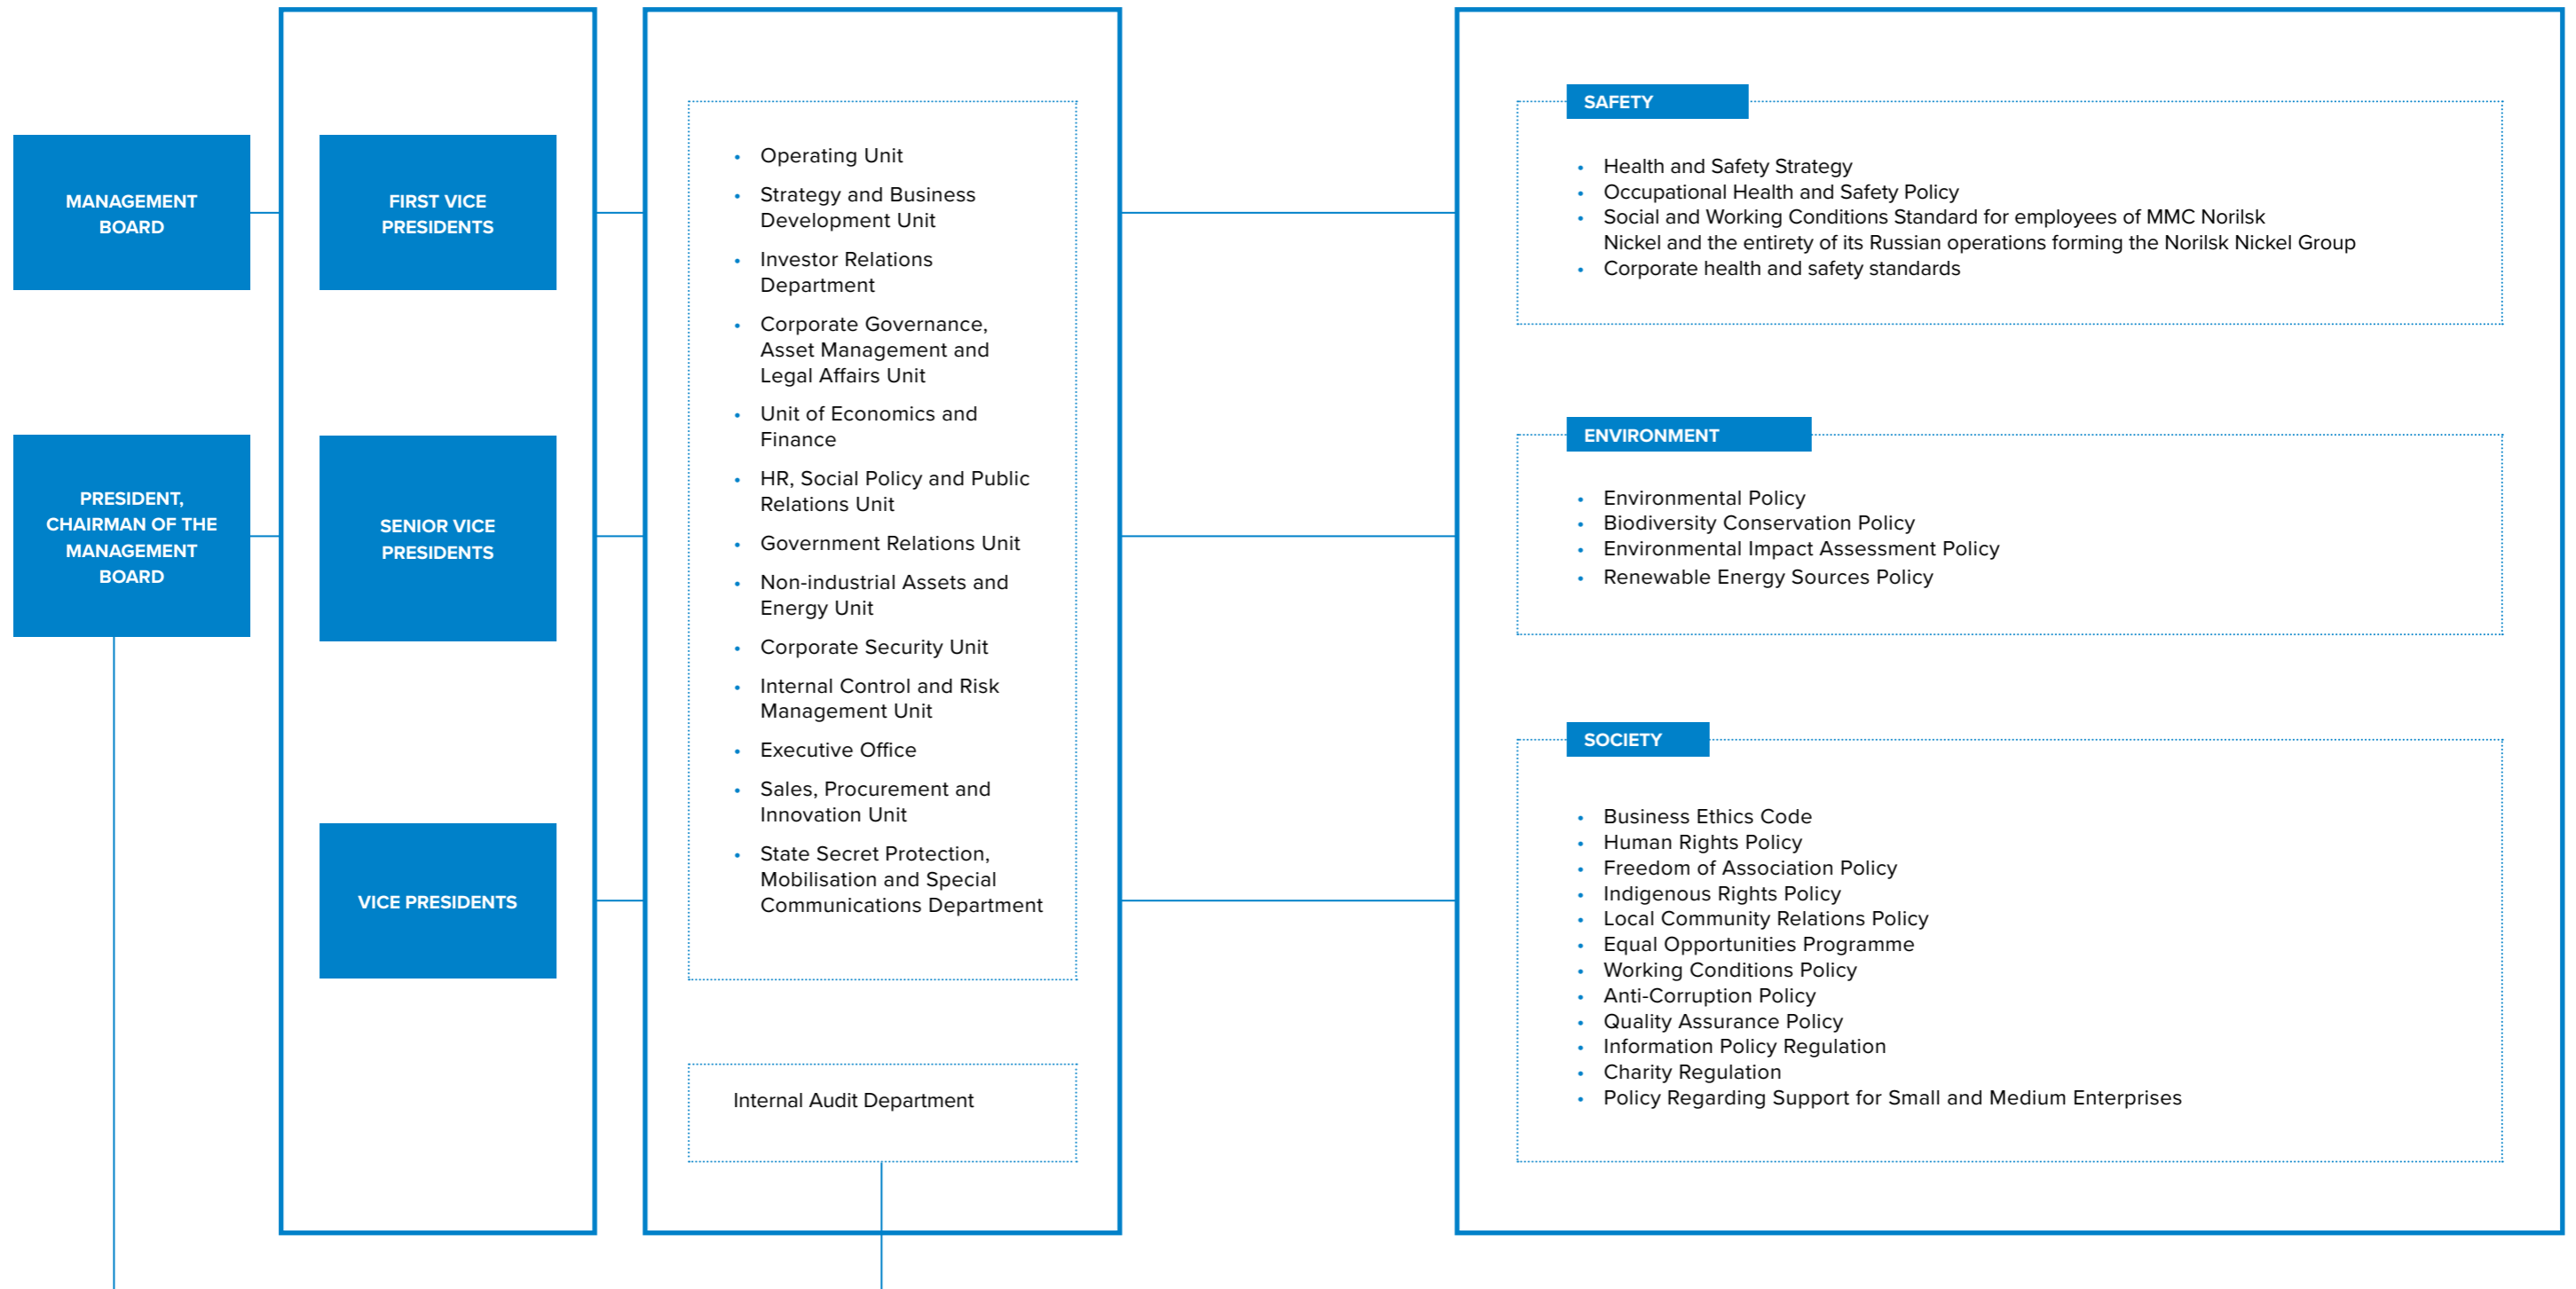 MANAGEMENT
BOARD
PRESIDENT,
CHAIRMAN OF THE
MANAGEMENT
BOARD
FIRST VICE
PRESIDENTS
SENIOR VICE
PRESIDENTS
VICE PRESIDENTS
• Operating Unit
• Strategy and Business
Development Unit
• Investor Relations
Department
• Corporate Governance,
Asset Management and
Legal Affairs Unit
• Unit of Economics and
Finance
• HR, Social Policy and Public
Relations Unit
• Government Relations Unit
• Non-industrial Assets and
Energy Unit
• Corporate Security Unit
• Internal Control and Risk
Management Unit
• Executive Office
• Sales, Procurement and
Innovation Unit
• State Secret Protection,
Mobilisation and Special
Communications Department
Internal Audit Department
SAFETY
• Health and Safety Strategy
• Occupational Health and Safety Policy
• Social and Working Conditions Standard for employees of MMC Norilsk
Nickel and the entirety of its Russian operations forming the Norilsk Nickel Group
• Corporate health and safety standards
ENVIRONMENT
• Environmental Policy
• Biodiversity Conservation Policy
• Environmental Impact Assessment Policy
• Renewable Energy Sources Policy
SOCIETY
• Business Ethics Code
• Human Rights Policy
• Freedom of Association Policy
• Indigenous Rights Policy
• Local Community Relations Policy
• Equal Opportunities Programme
• Working Conditions Policy
• Anti-Corruption Policy
• Quality Assurance Policy
• Information Policy Regulation
• Charity Regulation
• Policy Regarding Support for Small and Medium Enterprises